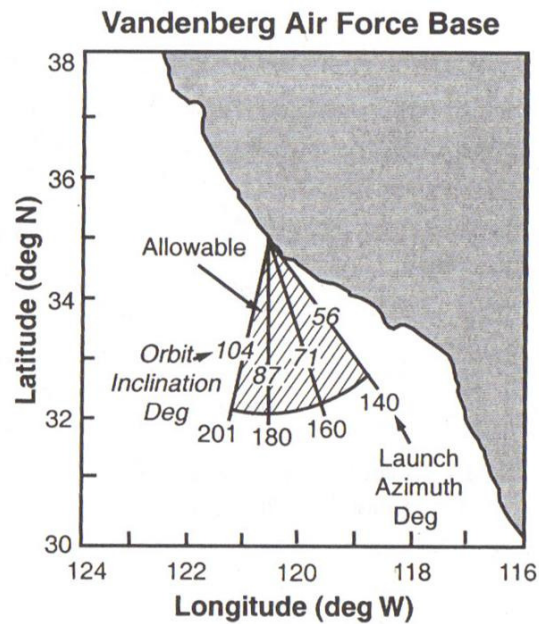 Vandenberg Air Force Base
38
36
34
32
30
Latitude (deg N)
Allowable
56
Orbit
Inclination
Deg
104
87
71
201
180
160
140
Launch
Azimuth
Deg
124
122
120
118
116
Longitude (deg W)